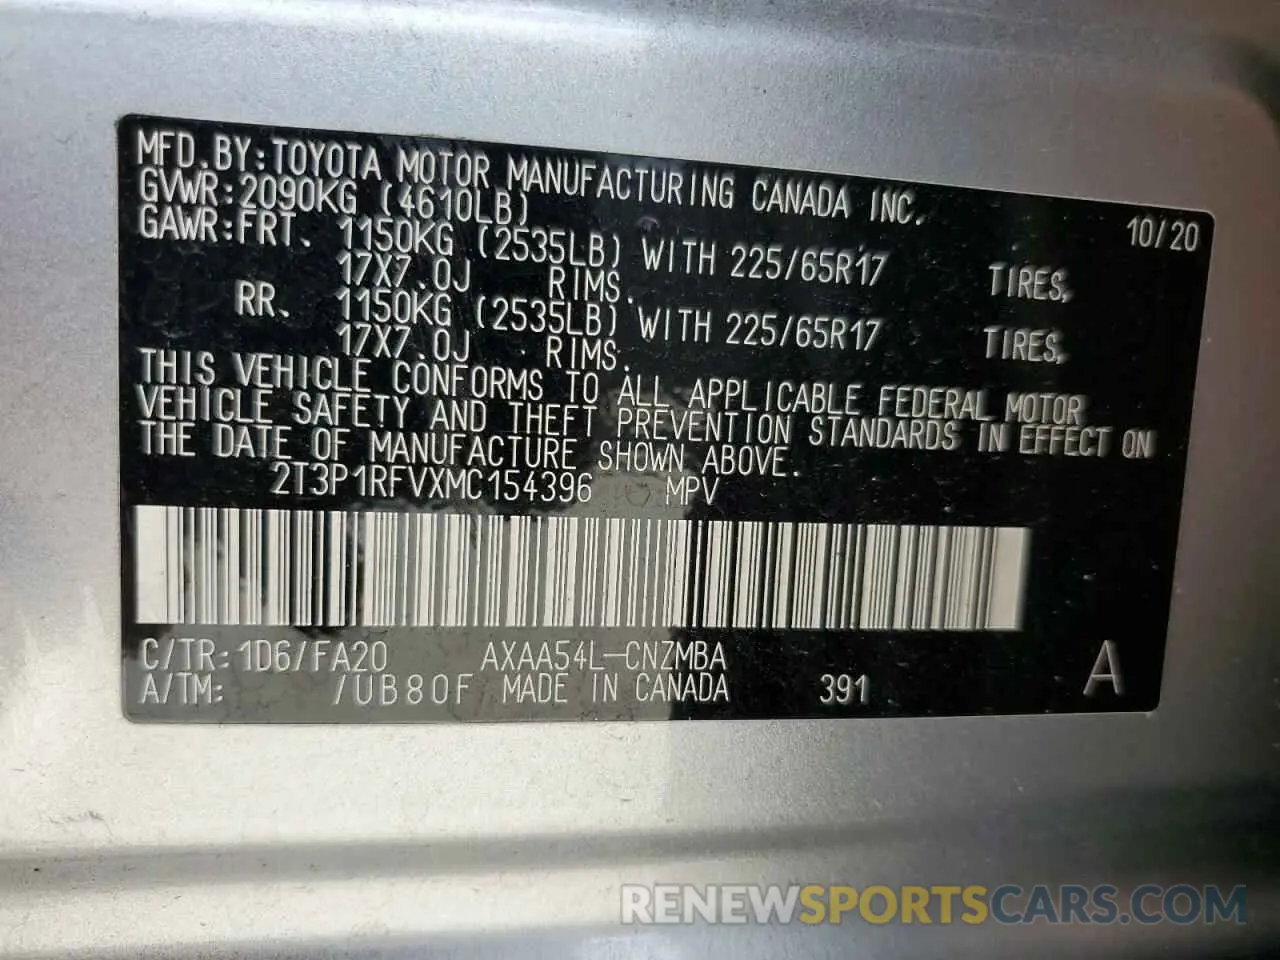 MFD.BY:TOYOTA MOTOR MANUFACTURING CANADA INC. 10/20
GVWR:2090KG (4610LB)
GAWR:FRT. 1150KG (2535LB) WITH 225/65R17 TIRES,
17X7.0J RIMS.
RR. 1150KG (2535LB) WITH 225/65R17 TIRES,
17X7.0J RIMS.
THIS VEHICLE CONFORMS TO ALL APPLICABLE FEDERAL MOTOR
VEHICLE SAFETY AND THEFT PREVENTION STANDARDS IN EFFECT ON
THE DATE OF MANUFACTURE SHOWN ABOVE.
2T3P1RFVXMC154396 MPV
C/TR:1D6/FA20 AXAA54L-CNZMBA A
A/TM: /UB80F MADE IN CANADA 391
RENEWSPORTSCARS.COM